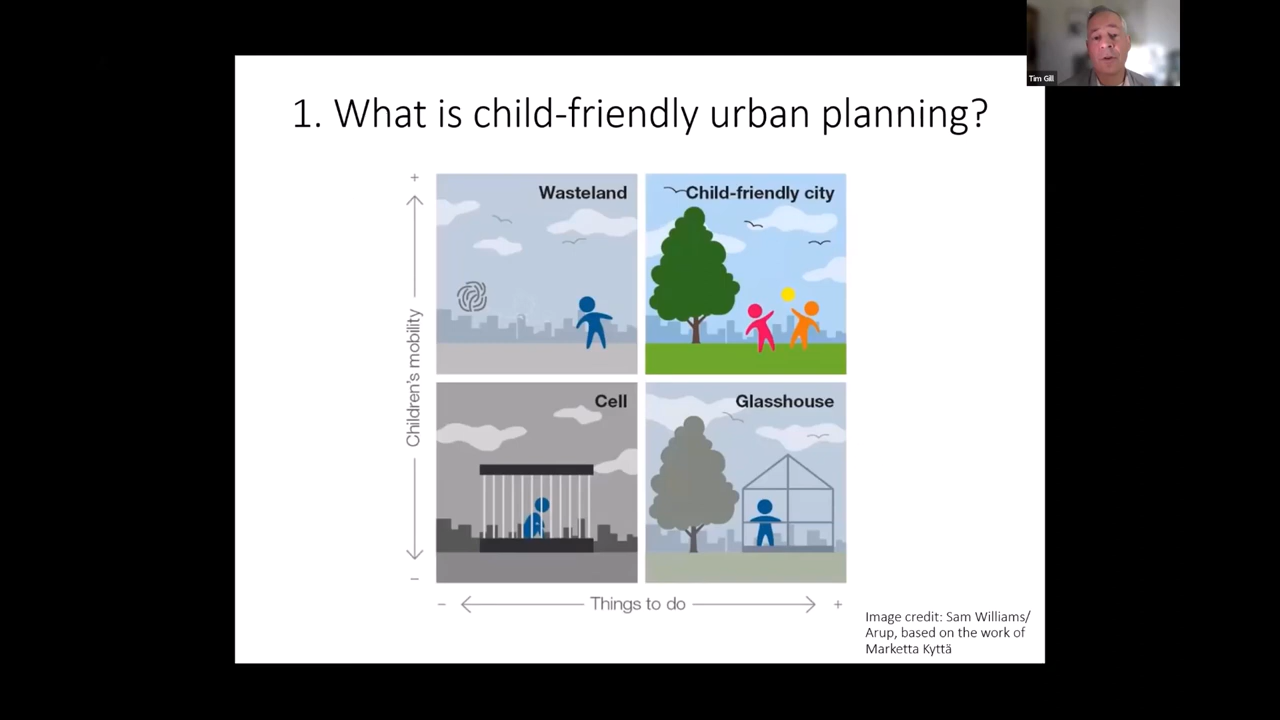 Tim Gill
1. What is child-friendly urban planning?
+
Wasteland
Child-friendly city
Children's mobility
Cell
Glasshouse
−
− Things to do +
Image credit: Sam Williams/
Arup, based on the work of
Marketta Kyttä